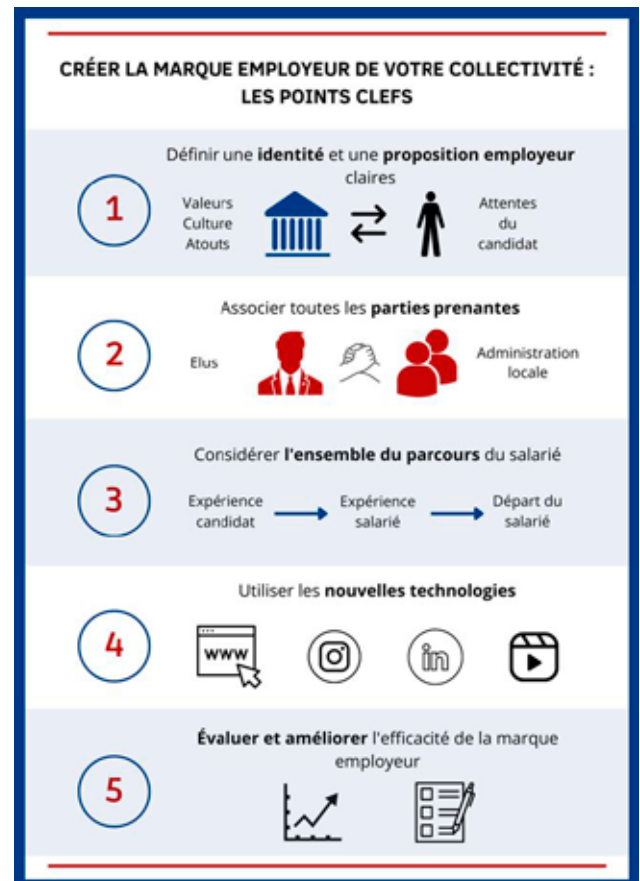 CRÉER LA MARQUE EMPLOYEUR DE VOTRE COLLECTIVITÉ :
LES POINTS CLEFS
1
Définir une identité et une proposition employeur
claires
Valeurs
Culture
Atouts
Attentes
du
candidat
2
Associer toutes les parties prenantes
Elus
Administration
locale
3
Considérer l'ensemble du parcours du salarié
Expérience
candidat
Expérience
salarié
Départ du
salarié
4
Utiliser les nouvelles technologies
www
in
5
Évaluer et améliorer l'efficacité de la marque
employeur